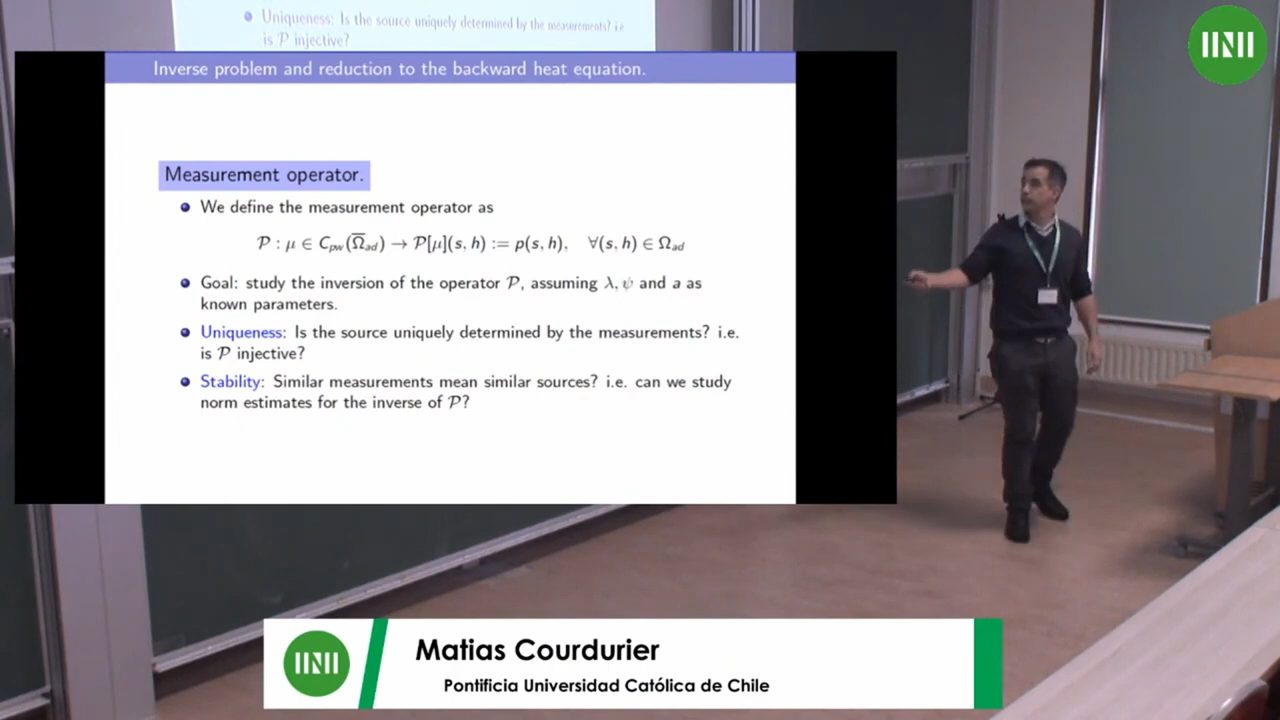 Uniqueness: Is the source uniquely determined by the measurements? i.e
is P injective?
Inverse problem and reduction to the backward heat equation.
Measurement operator.
We define the measurement operator as
𝒫 : μ ∈ C_pw(Ω̅_ad) → 𝒫[μ](s, h) := p(s, h), ∀(s, h) ∈ Ω_ad
Goal: study the inversion of the operator 𝒫, assuming λ, ψ and a as
known parameters.
Uniqueness: Is the source uniquely determined by the measurements? i.e.
is 𝒫 injective?
Stability: Similar measurements mean similar sources? i.e. can we study
norm estimates for the inverse of 𝒫?
Matias Courdurier
Pontificia Universidad Católica de Chile